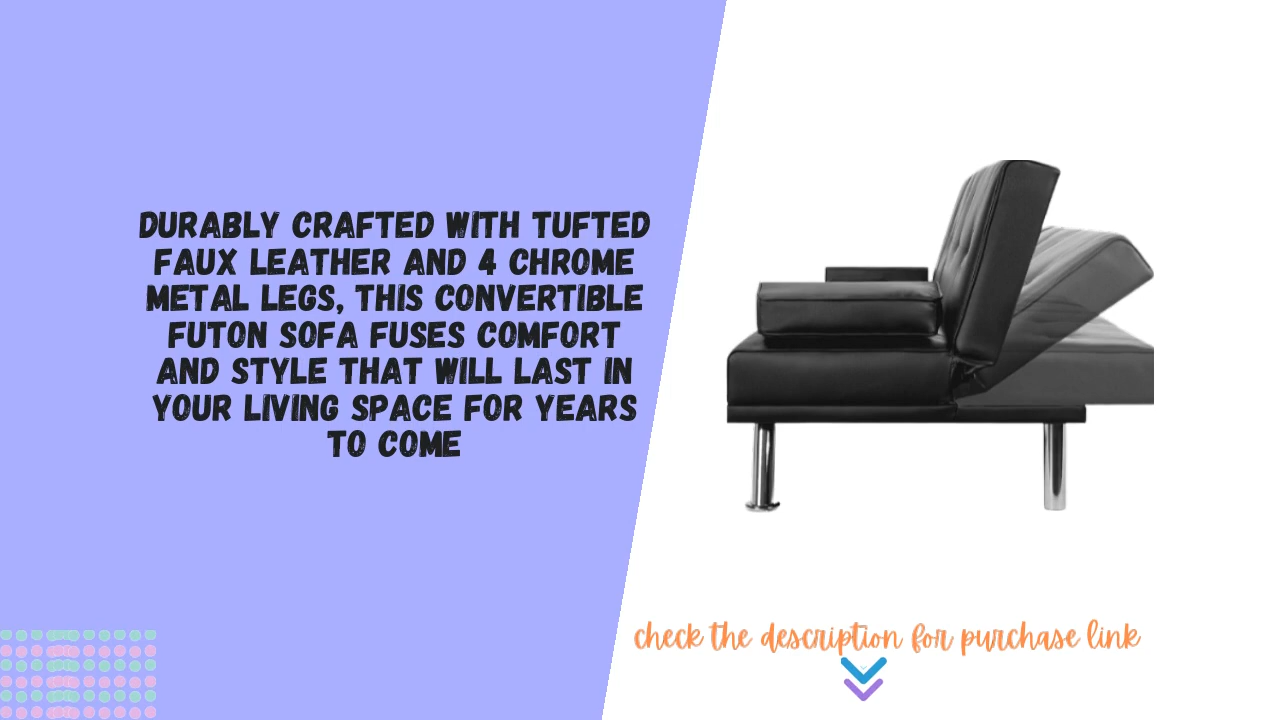 DURABLY CRAFTED WITH TUFTED
FAUX LEATHER AND 4 CHROME
METAL LEGS, THIS CONVERTIBLE
FUTON SOFA FUSES COMFORT
AND STYLE THAT WILL LAST IN
YOUR LIVING SPACE FOR YEARS
TO COME
check the description for purchase link